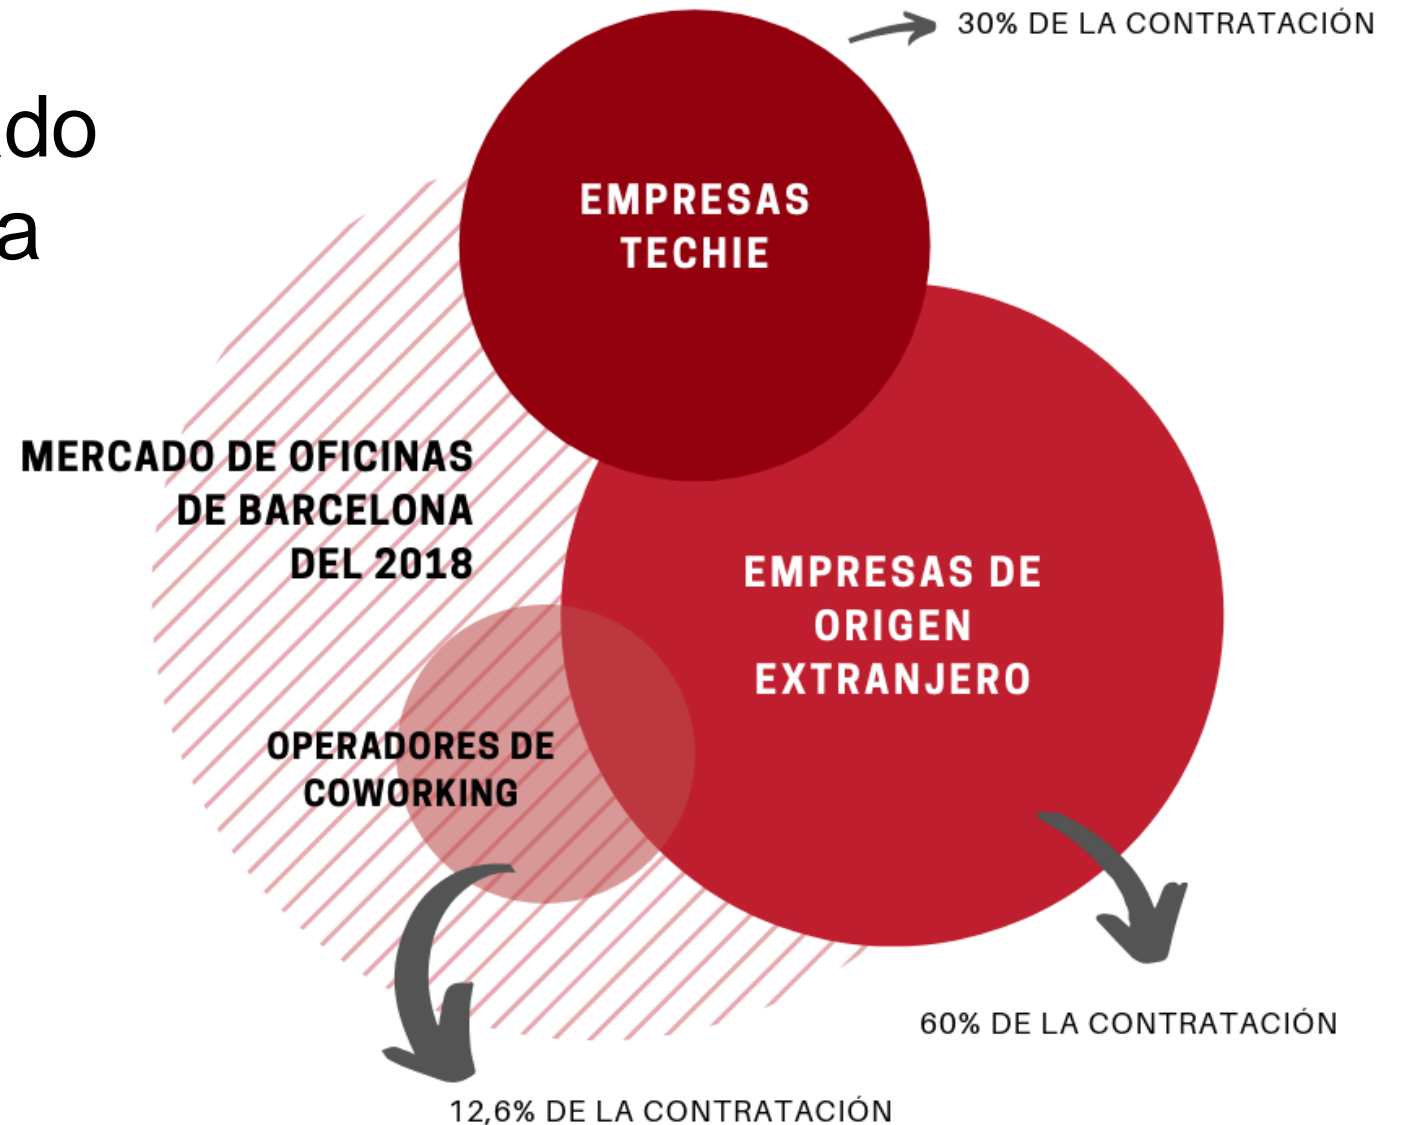 30% DE LA CONTRATACIÓN
EMPRESAS
TECHIE
MERCADO DE OFICINAS
DE BARCELONA
DEL 2018
EMPRESAS DE
ORIGEN
EXTRANJERO
OPERADORES DE
COWORKING
60% DE LA CONTRATACIÓN
12,6% DE LA CONTRATACIÓN